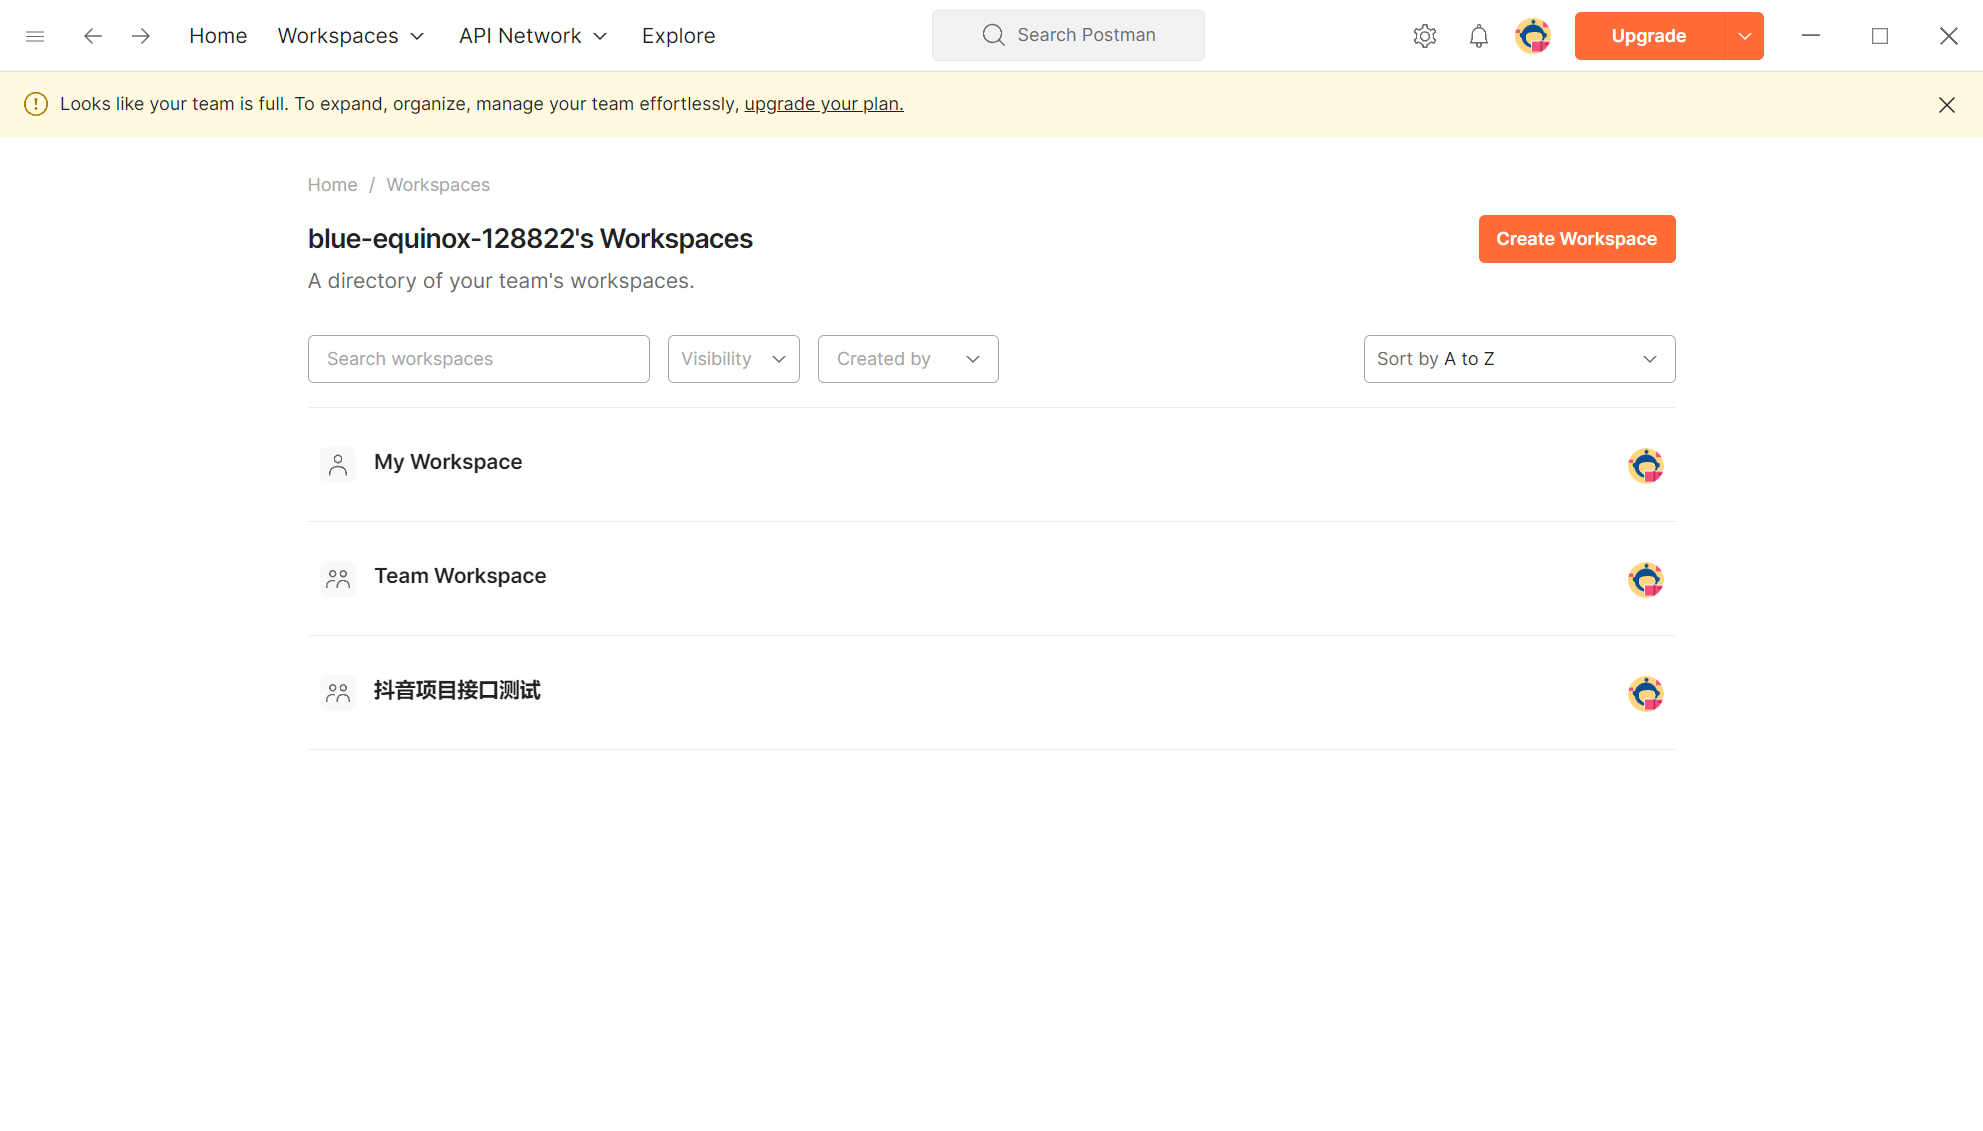 Home Workspaces API Network Explore Search Postman Upgrade
Looks like your team is full. To expand, organize, manage your team effortlessly, upgrade your plan.
Home / Workspaces
blue-equinox-128822's Workspaces
Create Workspace
A directory of your team's workspaces.
Search workspaces Visibility Created by Sort by A to Z
My Workspace
Team Workspace
抖音项目接口测试